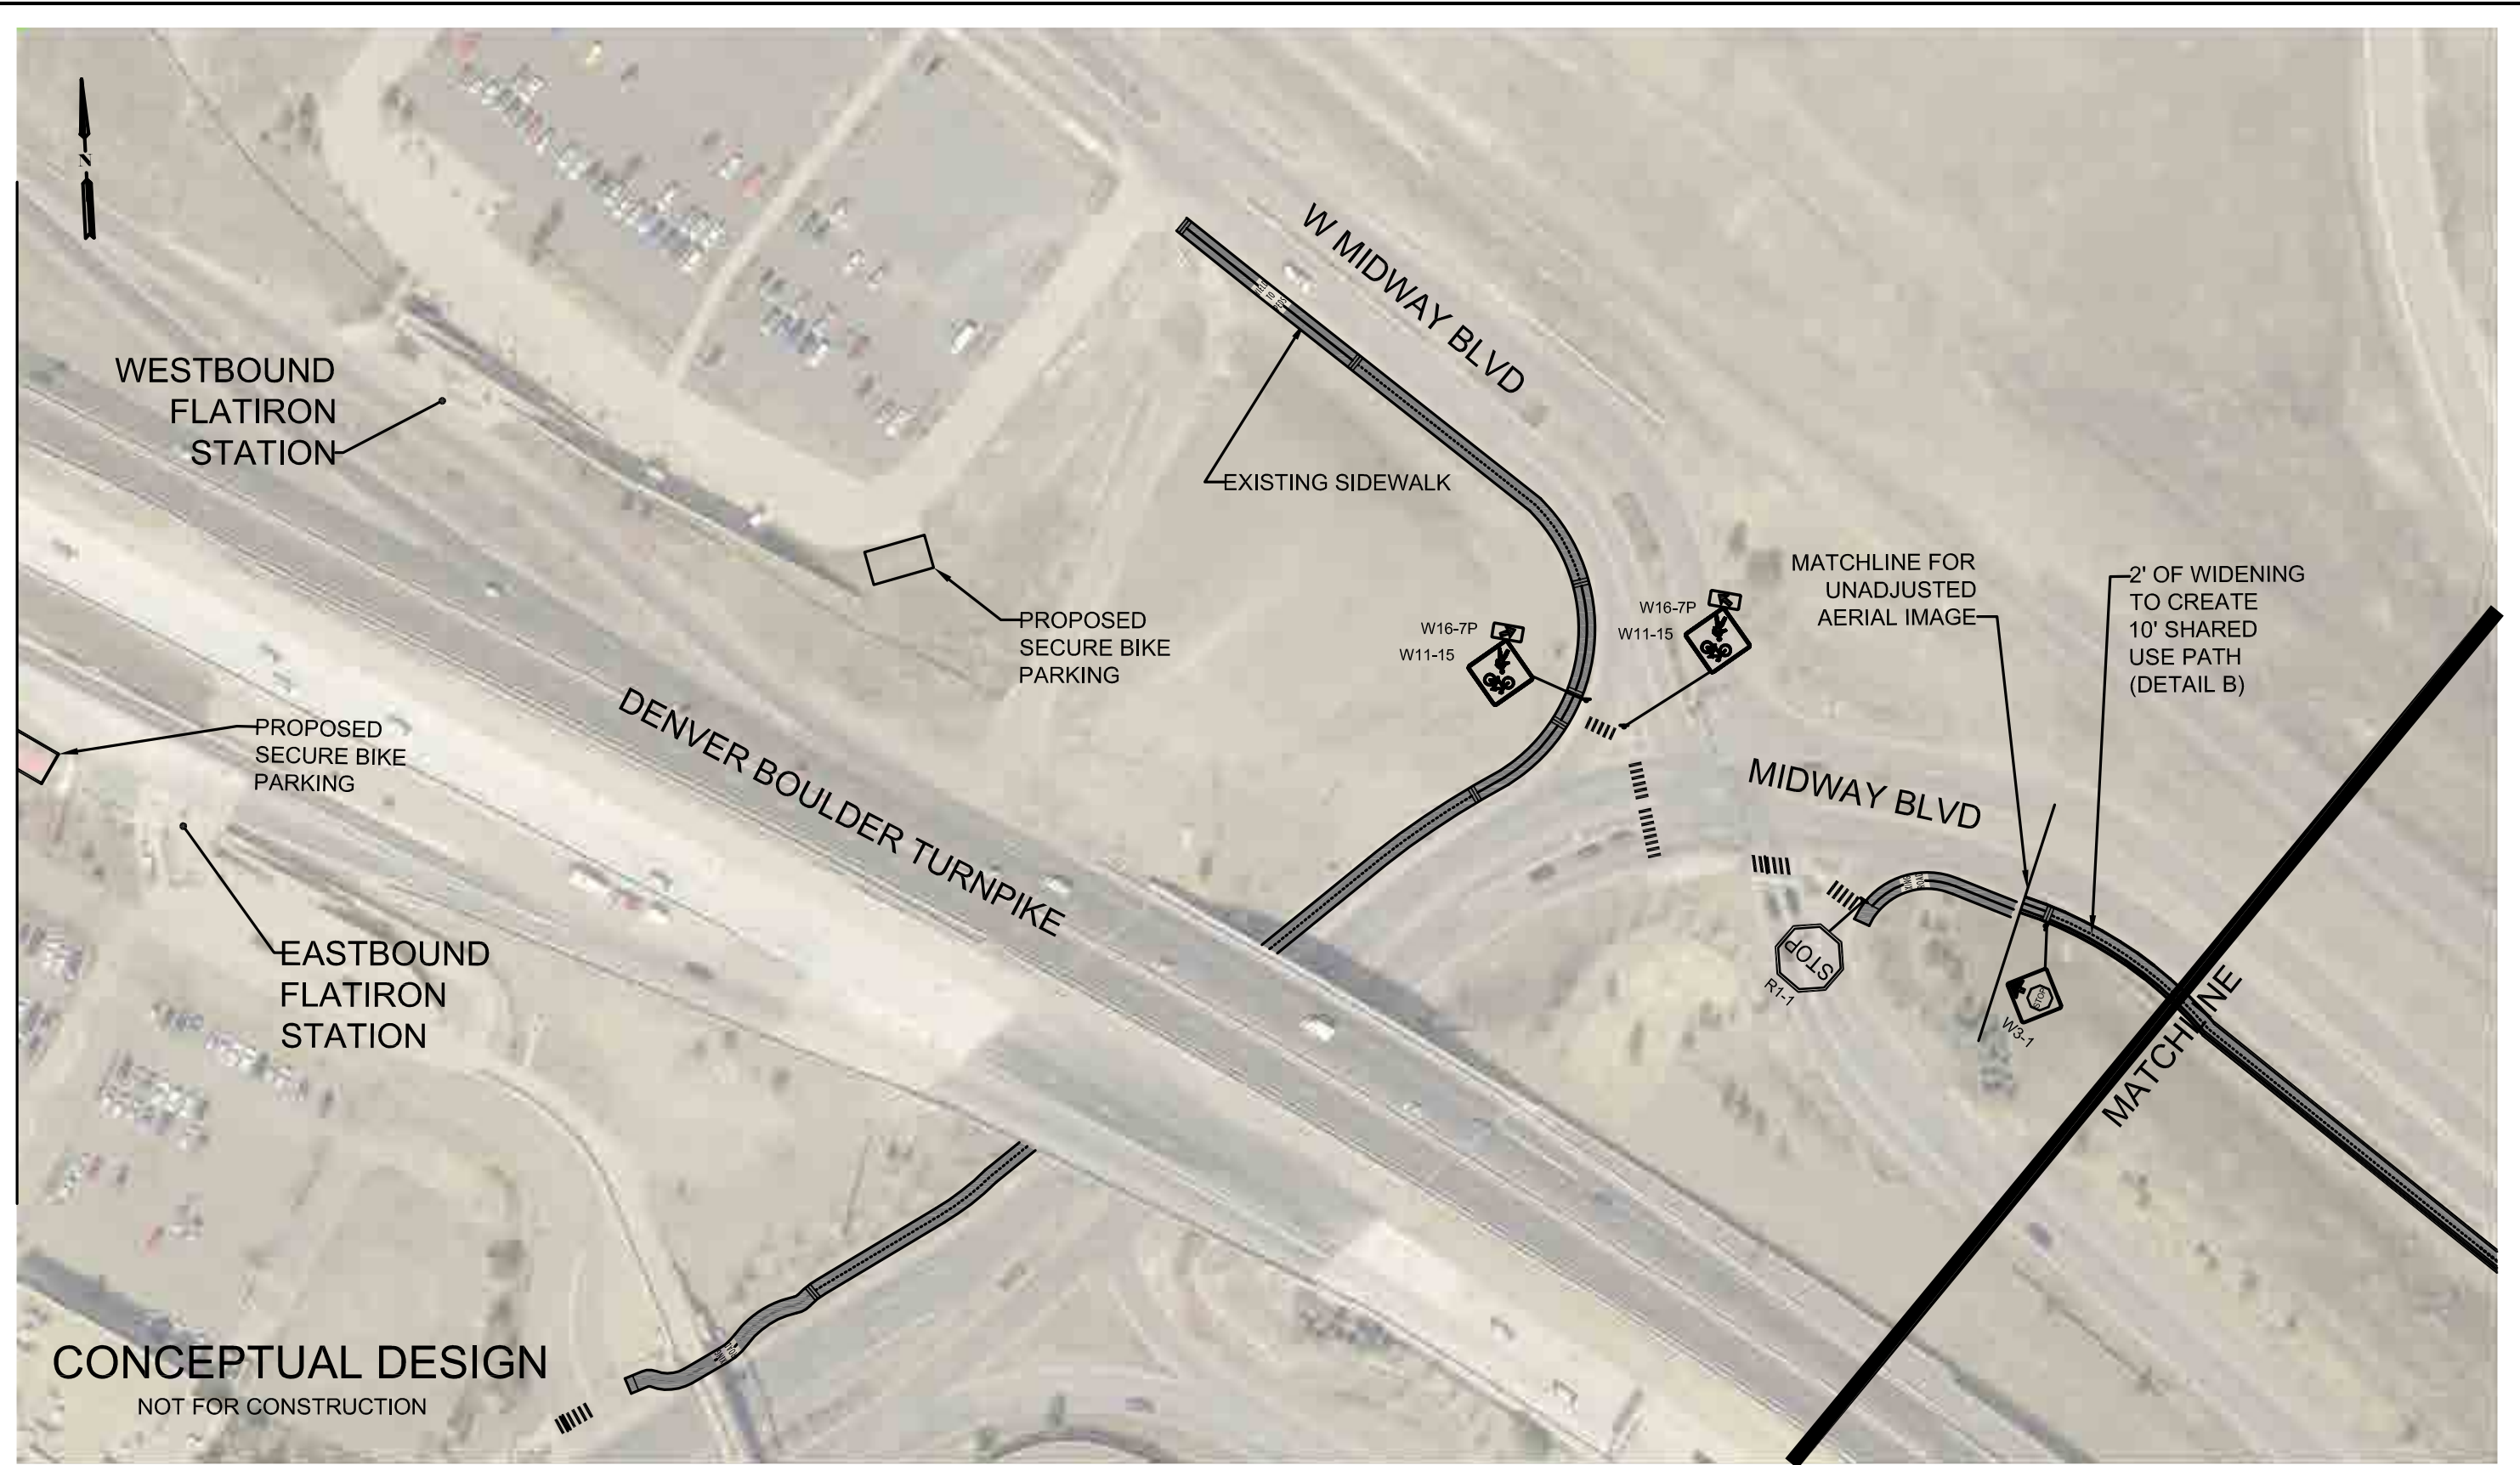 N
W MIDWAY BLVD
WESTBOUND
FLATIRON
STATION
EXISTING SIDEWALK
MATCHLINE FOR
UNADJUSTED
AERIAL IMAGE
2' OF WIDENING
TO CREATE
10' SHARED
USE PATH
(DETAIL B)
W16-7P
W11-15
W16-7P
W11-15
PROPOSED
SECURE BIKE
PARKING
DENVER BOULDER TURNPIKE
PROPOSED
SECURE BIKE
PARKING
MIDWAY BLVD
EASTBOUND
FLATIRON
STATION
STOP
R1-1
STOP
W3-1
MATCHLINE
CONCEPTUAL DESIGN
NOT FOR CONSTRUCTION